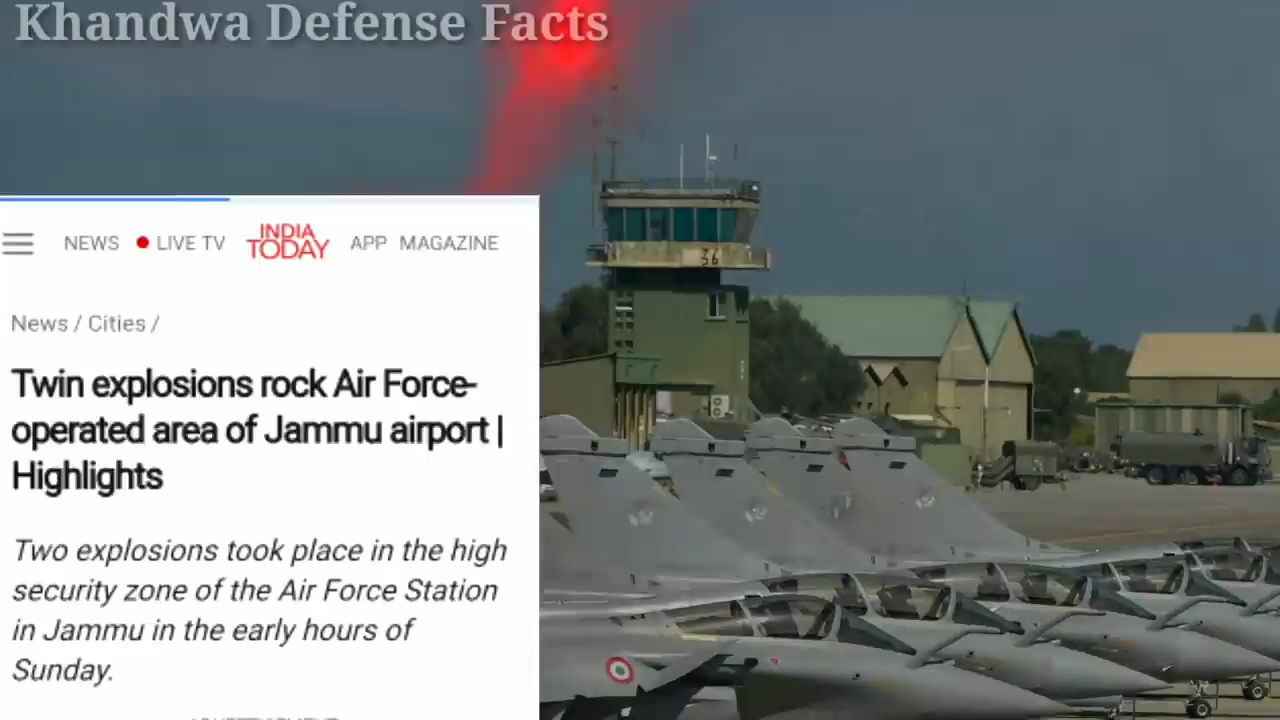 Khandwa Defense Facts
NEWS LIVE TV INDIA TODAY APP MAGAZINE
News / Cities /
Twin explosions rock Air Force-
operated area of Jammu airport |
Highlights
Two explosions took place in the high
security zone of the Air Force Station
in Jammu in the early hours of
Sunday.
36